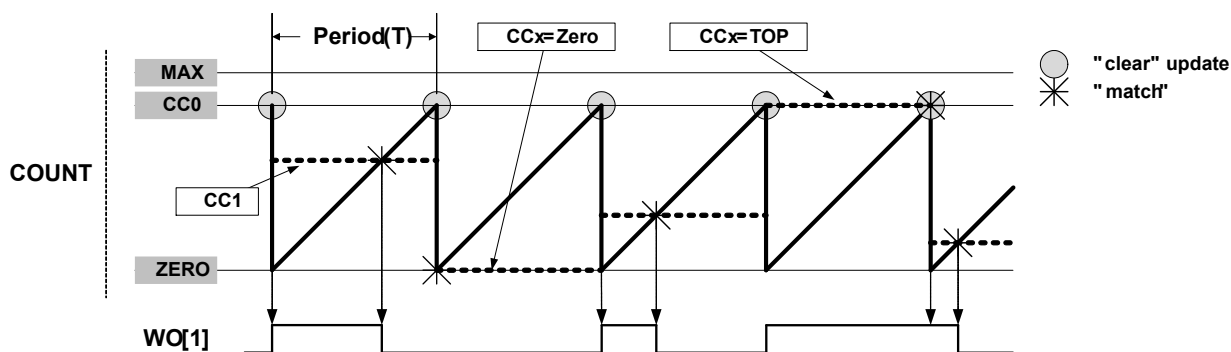 Period(T)
CCx=Zero
CCx=TOP
"clear" update
"match"
MAX
CC0
COUNT
CC1
ZERO
WO[1]